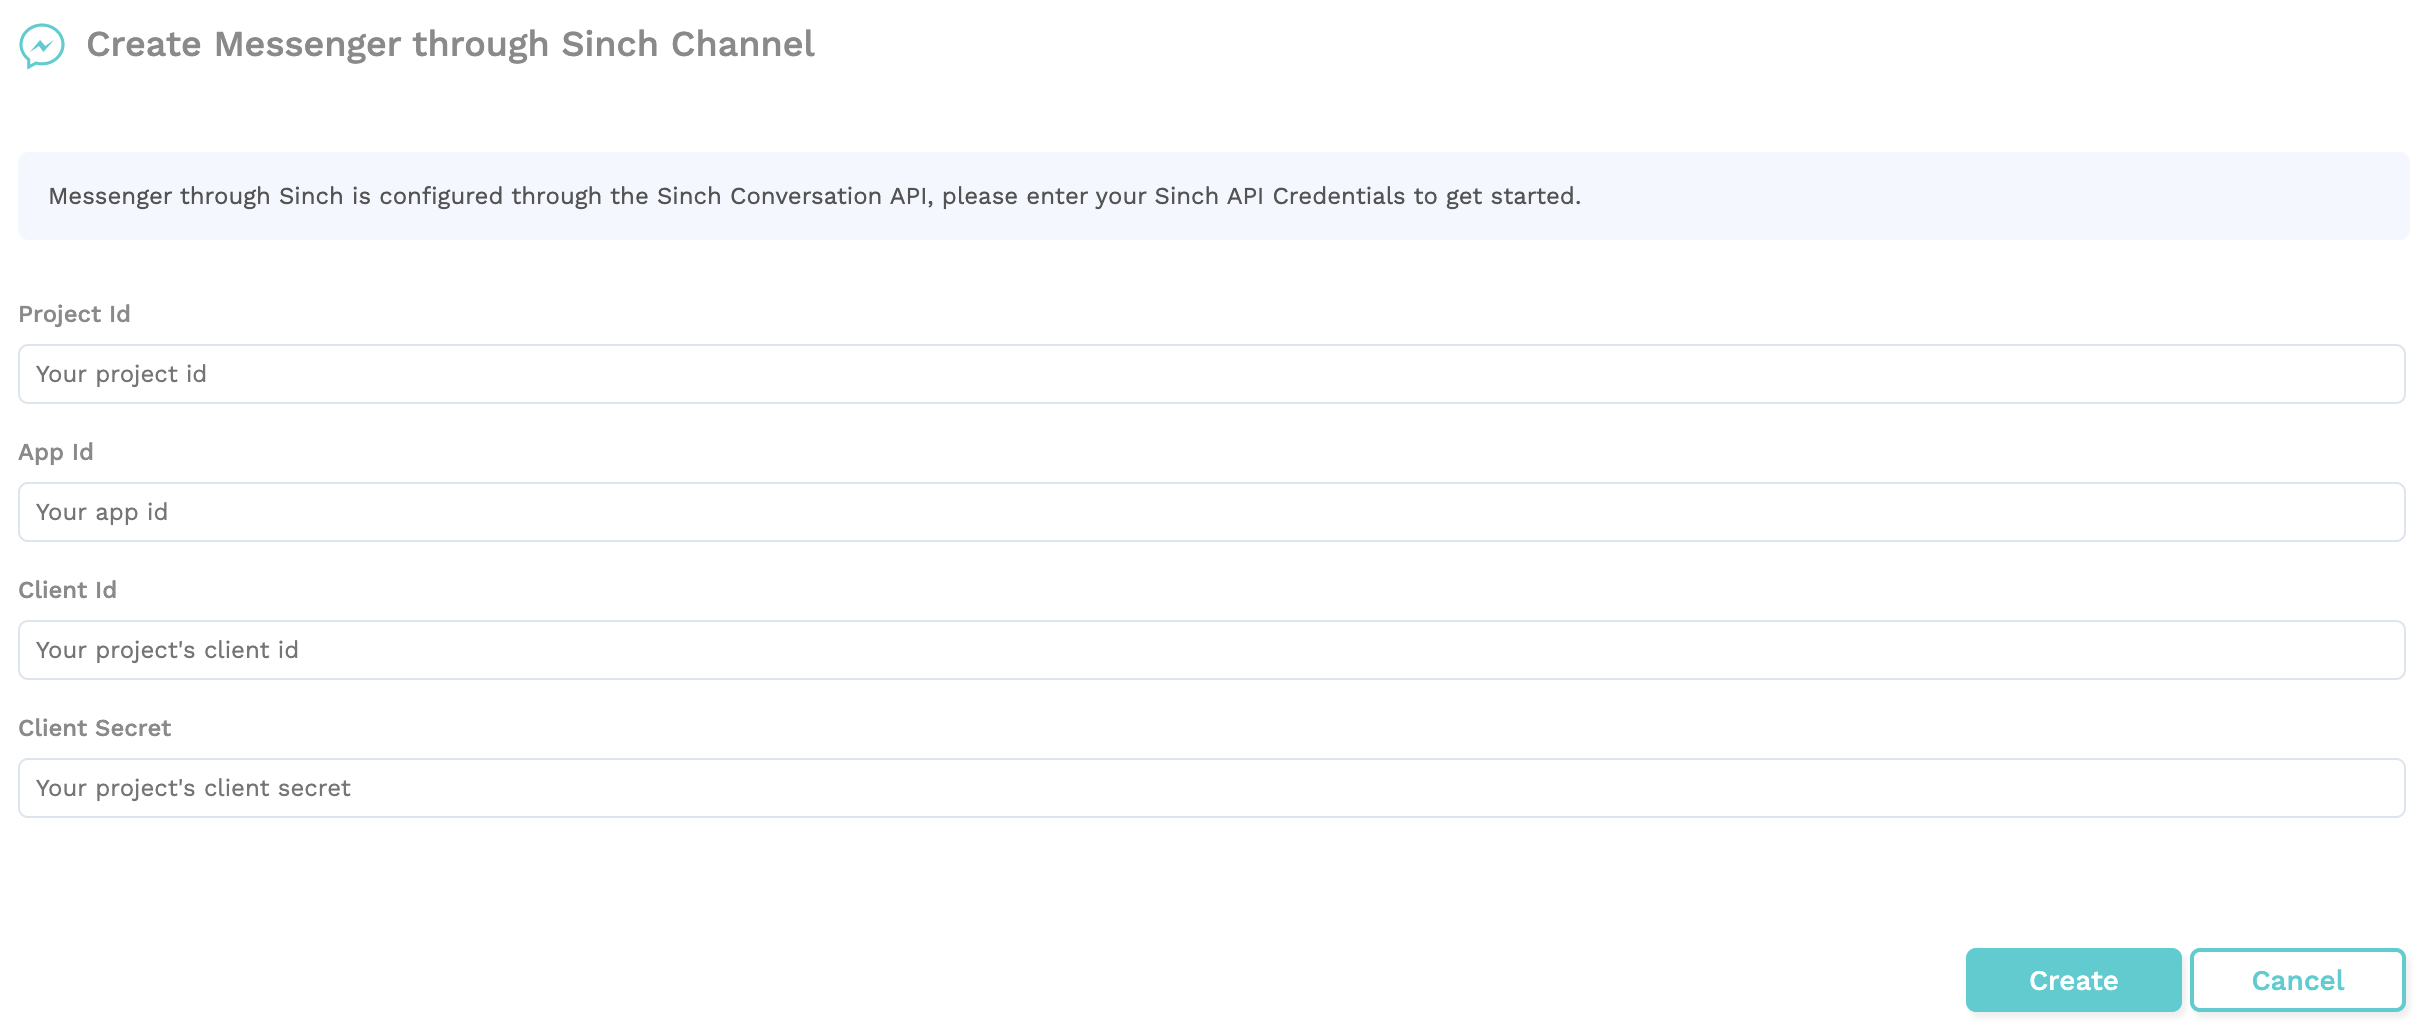 Create Messenger through Sinch Channel
Messenger through Sinch is configured through the Sinch Conversation API, please enter your Sinch API Credentials to get started.
Project Id
Your project id
App Id
Your app id
Client Id
Your project's client id
Client Secret
Your project's client secret
Create
Cancel